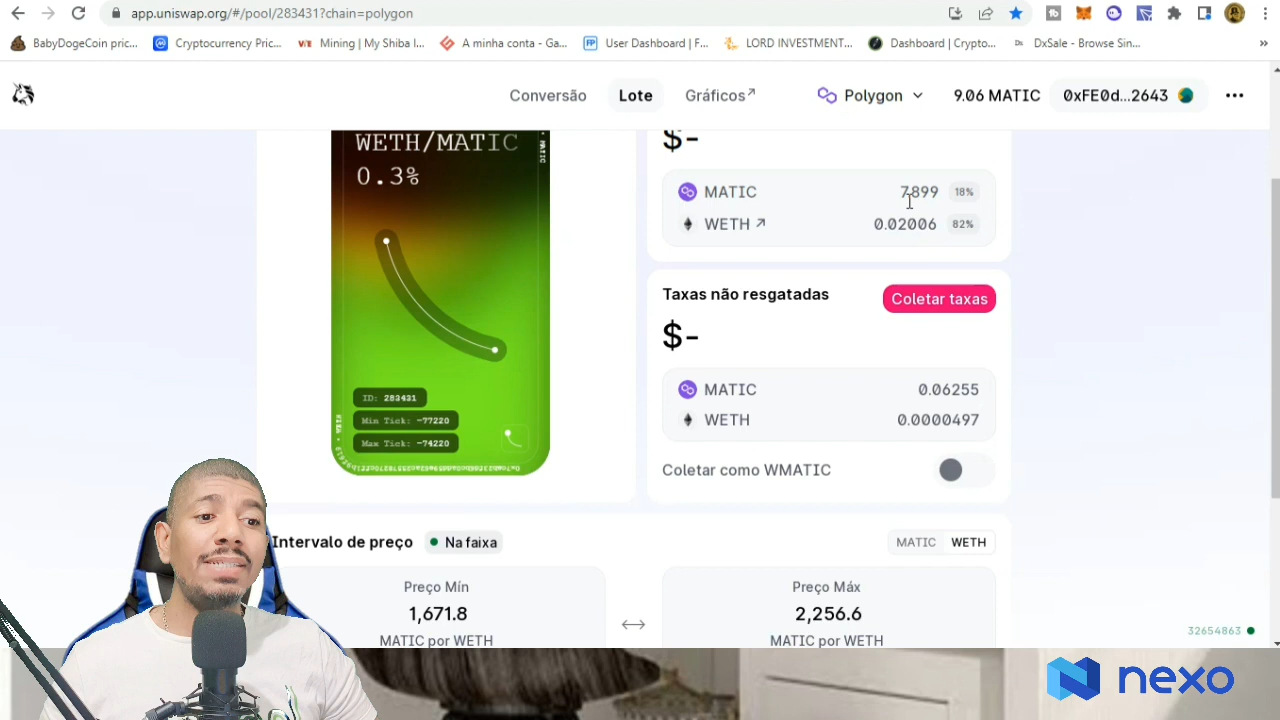 app.uniswap.org/#/pool/283431?chain=polygon
BabyDogeCoin pric...
Cryptocurrency Pric...
Mining | My Shiba I...
A minha conta - Ga...
User Dashboard | F...
LORD INVESTMENT...
Dashboard | Crypto...
DxSale - Browse Sin...
»
Conversão
Lote
Gráficos↗
Polygon
9.06 MATIC
0xFE0d...2643
WETH/MATIC
0.3%
• MATIC
ID: 283431
Min Tick: -77220
Max Tick: -74220
$-
MATIC
7.899
18%
WETH ↗
0.02006
82%
Taxas não resgatadas
Coletar taxas
$-
MATIC
0.06255
WETH
0.0000497
Coletar como WMATIC
Intervalo de preço
Na faixa
MATIC
WETH
Preço Mín
1,671.8
MATIC por WETH
Preço Máx
2,256.6
MATIC por WETH
32654863
nexo